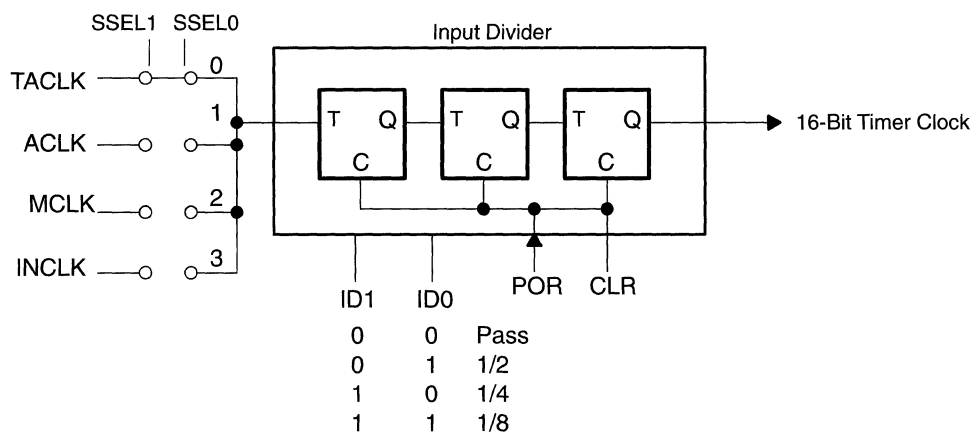 SSEL1 SSEL0
Input Divider
TACLK 0
1
ACLK
MCLK 2
INCLK 3
T Q T Q T Q
C C C
16-Bit Timer Clock
ID1 ID0 POR CLR
0 0 Pass
0 1 1/2
1 0 1/4
1 1 1/8